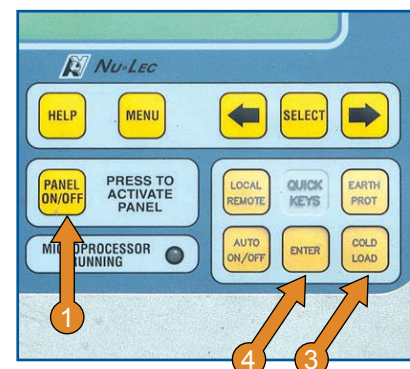 Nu-Lec
HELP
MENU
SELECT
PANEL
ON/OFF
PRESS TO
ACTIVATE
PANEL
LOCAL
REMOTE
QUICK
KEYS
EARTH
PROT
MICROPROCESSOR
RUNNING
AUTO
ON/OFF
ENTER
COLD
LOAD
1
4
3